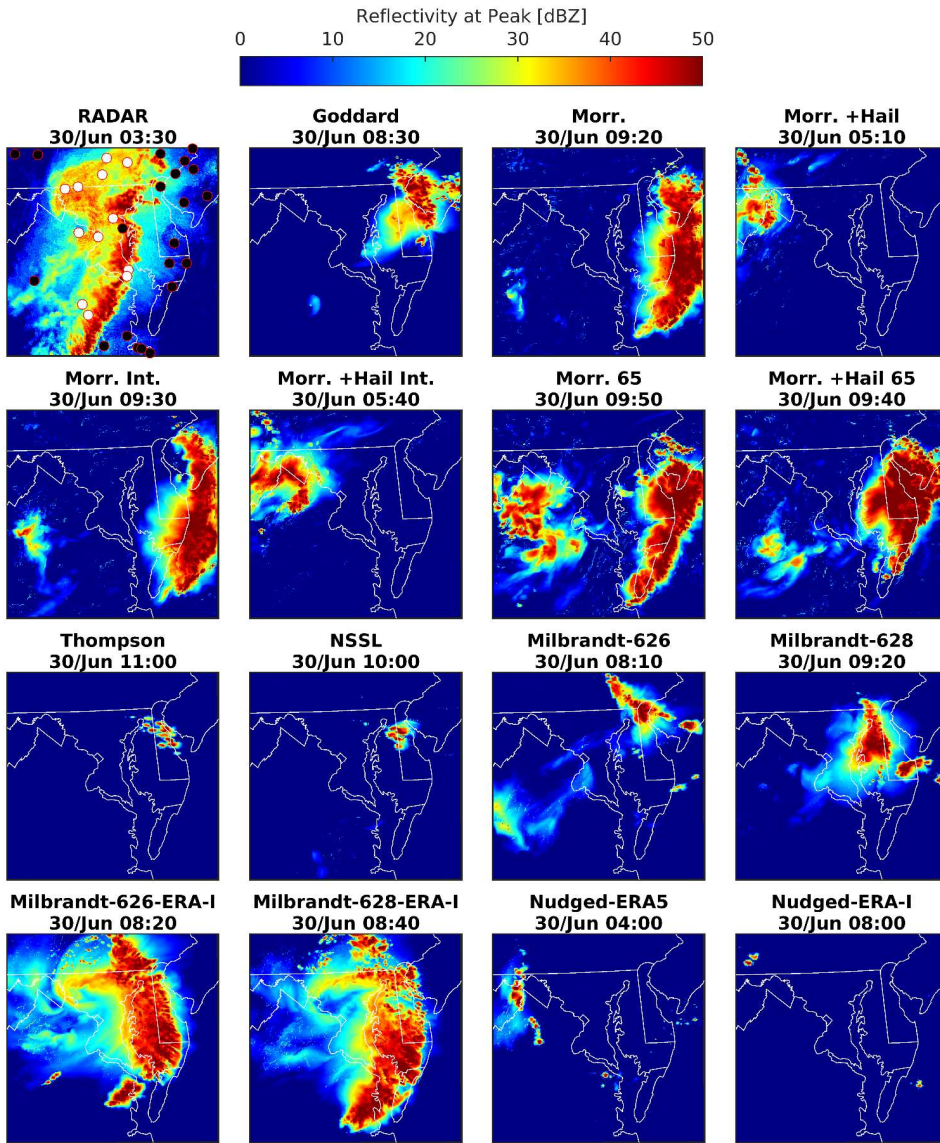 Reflectivity at Peak [dBZ]
0 10 20 30 40 50
RADAR
30/Jun 03:30
Goddard
30/Jun 08:30
Morr.
30/Jun 09:20
Morr. +Hail
30/Jun 05:10
Morr. Int.
30/Jun 09:30
Morr. +Hail Int.
30/Jun 05:40
Morr. 65
30/Jun 09:50
Morr. +Hail 65
30/Jun 09:40
Thompson
30/Jun 11:00
NSSL
30/Jun 10:00
Milbrandt-626
30/Jun 08:10
Milbrandt-628
30/Jun 09:20
Milbrandt-626-ERA-I
30/Jun 08:20
Milbrandt-628-ERA-I
30/Jun 08:40
Nudged-ERA5
30/Jun 04:00
Nudged-ERA-I
30/Jun 08:00